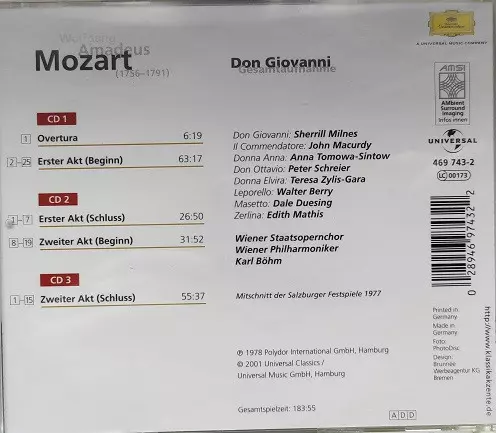 Wolfgang
Amadeus
Mozart
(1756–1791)
Don Giovanni
Gesamtaufnahme
A UNIVERSAL MUSIC COMPANY
AMSI
AMbient
Surround
Imaging
Infos innen
UNIVERSAL
469 743-2
LC 00173
CD 1
1 Overtura 6:19
2–25 Erster Akt (Beginn) 63:17
CD 2
1–7 Erster Akt (Schluss) 26:50
8–19 Zweiter Akt (Beginn) 31:52
CD 3
1–15 Zweiter Akt (Schluss) 55:37
Don Giovanni: Sherrill Milnes
Il Commendatore: John Macurdy
Donna Anna: Anna Tomowa-Sintow
Don Ottavio: Peter Schreier
Donna Elvira: Teresa Zylis-Gara
Leporello: Walter Berry
Masetto: Dale Duesing
Zerlina: Edith Mathis
Wiener Staatsopernchor
Wiener Philharmoniker
Karl Böhm
Mitschnitt der Salzburger Festspiele 1977
℗ 1978 Polydor International GmbH, Hamburg
© 2001 Universal Classics /
Universal Music GmbH, Hamburg
Gesamtspielzeit: 183:55
ADD
0 28946 97432 2
Printed in:
Germany
Made in
Germany
Foto:
PhotoDisc
Design:
Brunnée
Werbeagentur KG
Bremen
http://www.klassikakzente.de